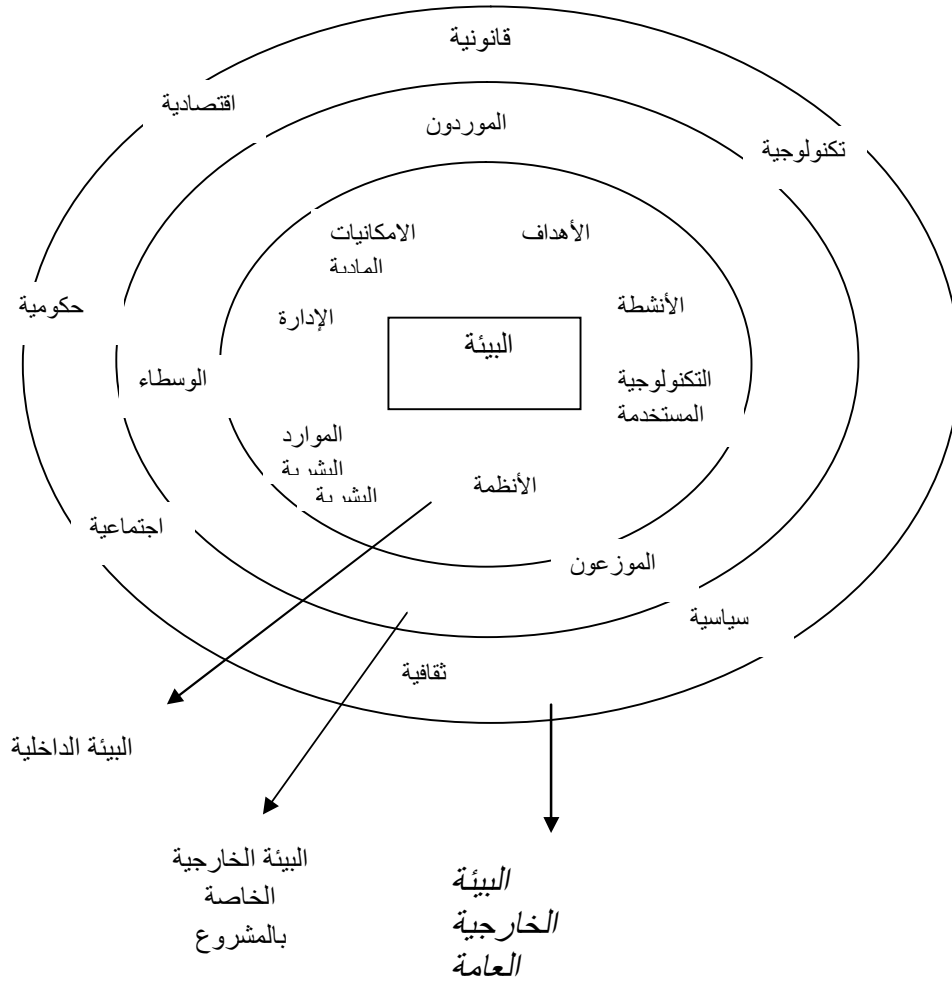 قانونية
اقتصادية
الموردون
تكنولوجية
الامكانيات
المادية
الأهداف
حكومية
الإدارة
الأنشطة
البيئة
الوسطاء
التكنولوجية
المستخدمة
الموارد
البشرية
البشرية
الأنظمة
اجتماعية
الموزعون
سياسية
ثقافية
البيئة الداخلية
البيئة الخارجية
الخاصة
بالمشروع
البيئة
الخارجية
العامة